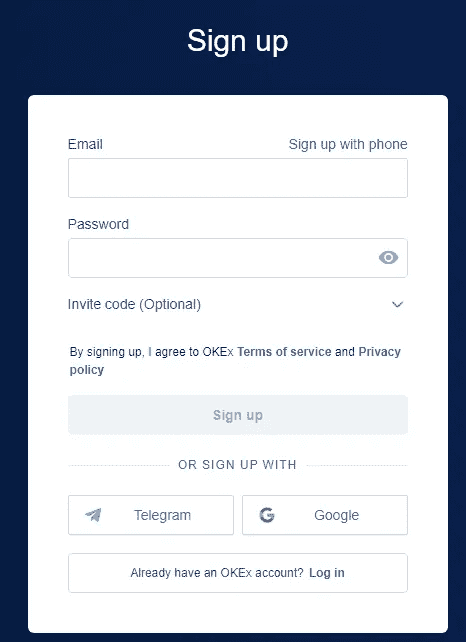 Sign up
Email
Sign up with phone
Password
Invite code (Optional)
By signing up, I agree to OKEx Terms of service and Privacy
policy
Sign up
OR SIGN UP WITH
Telegram
Google
Already have an OKEx account? Log in